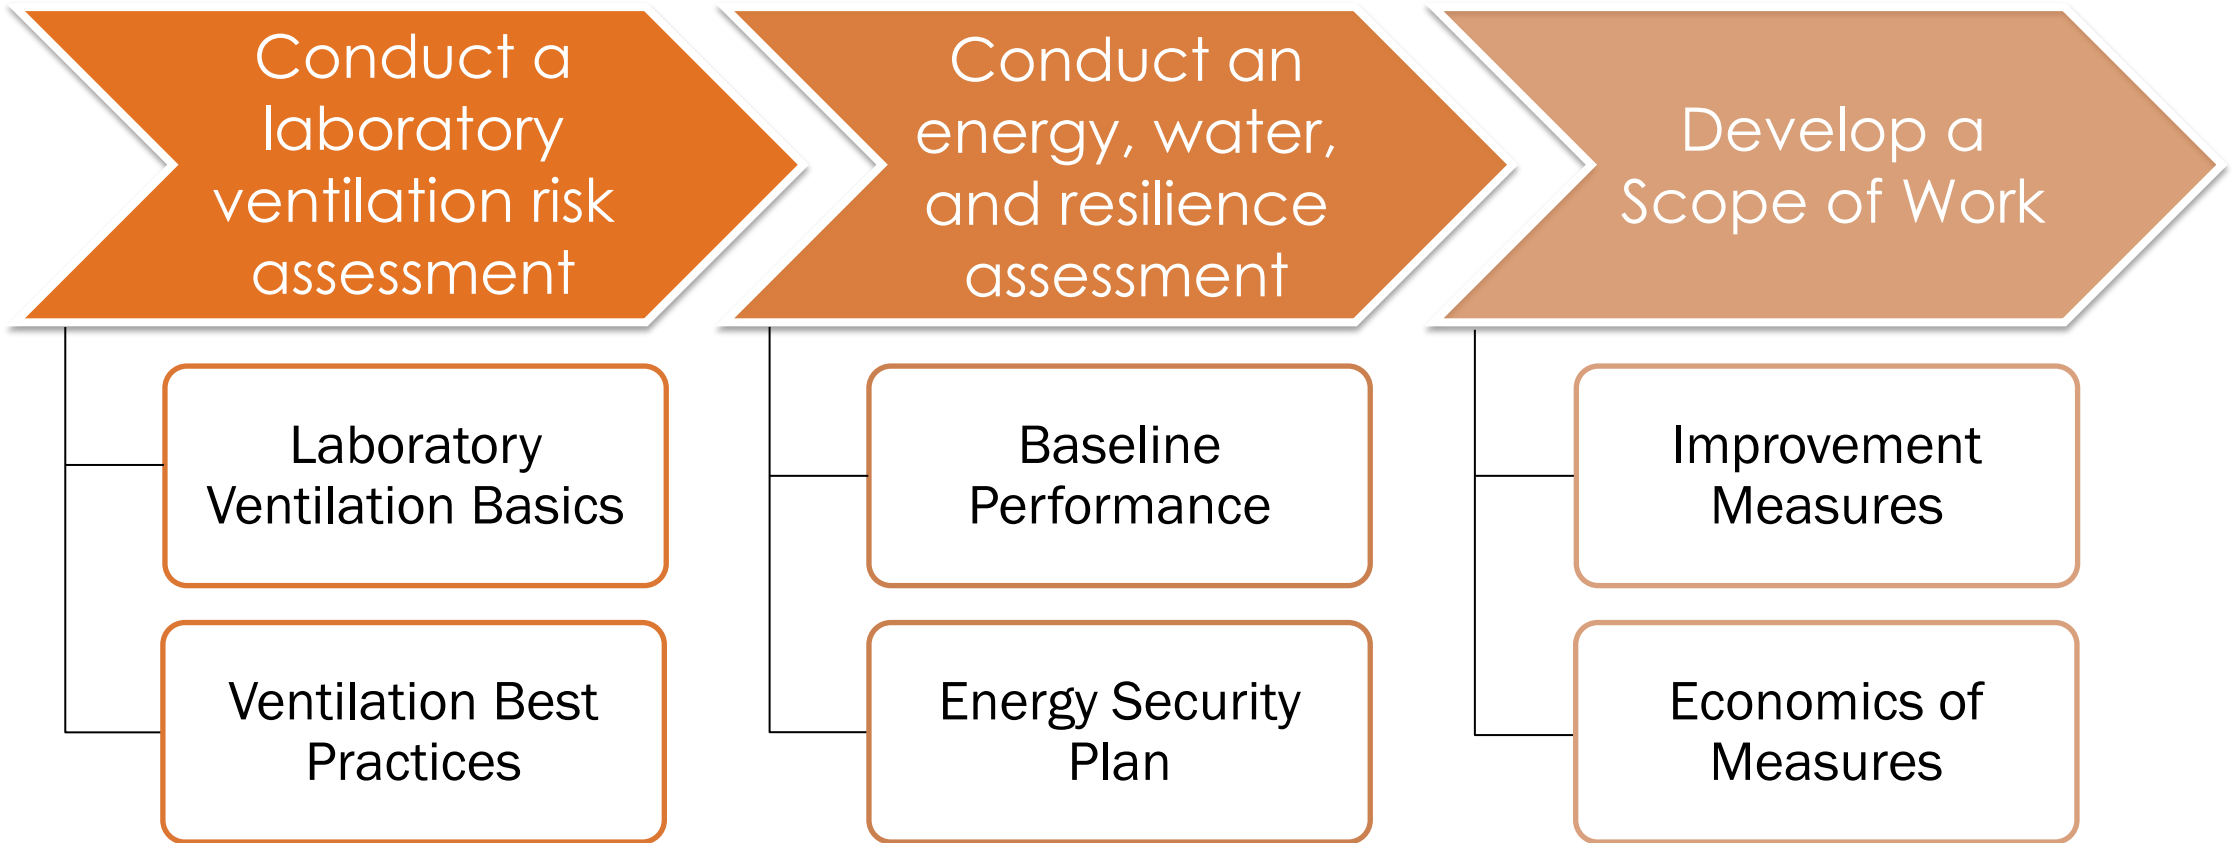 Conduct a
laboratory
ventilation risk
assessment
Laboratory
Ventilation Basics
Ventilation Best
Practices
Conduct an
energy, water,
and resilience
assessment
Baseline
Performance
Energy Security
Plan
Develop a
Scope of Work
Improvement
Measures
Economics of
Measures